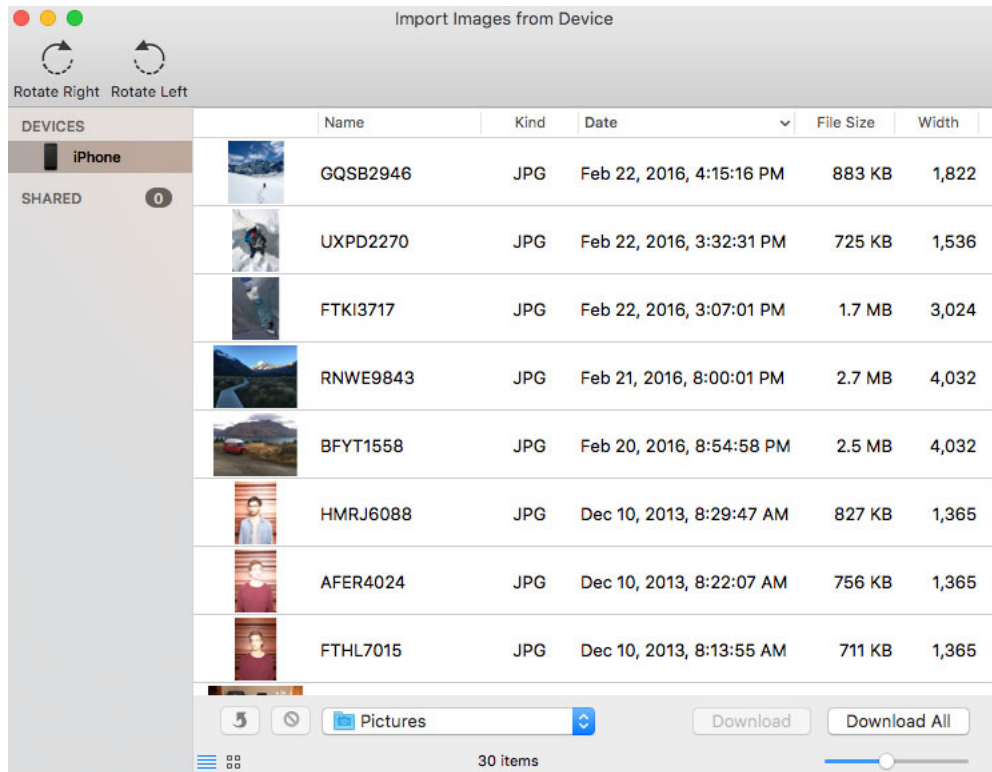 Import Images from Device
Rotate Right Rotate Left
DEVICES
iPhone
SHARED 0
Name Kind Date File Size Width
GQSB2946 JPG Feb 22, 2016, 4:15:16 PM 883 KB 1,822
UXPD2270 JPG Feb 22, 2016, 3:32:31 PM 725 KB 1,536
FTKI3717 JPG Feb 22, 2016, 3:07:01 PM 1.7 MB 3,024
RNWE9843 JPG Feb 21, 2016, 8:00:01 PM 2.7 MB 4,032
BFYT1558 JPG Feb 20, 2016, 8:54:58 PM 2.5 MB 4,032
HMRJ6088 JPG Dec 10, 2013, 8:29:47 AM 827 KB 1,365
AFER4024 JPG Dec 10, 2013, 8:22:07 AM 756 KB 1,365
FTHL7015 JPG Dec 10, 2013, 8:13:55 AM 711 KB 1,365
Pictures Download Download All
30 items